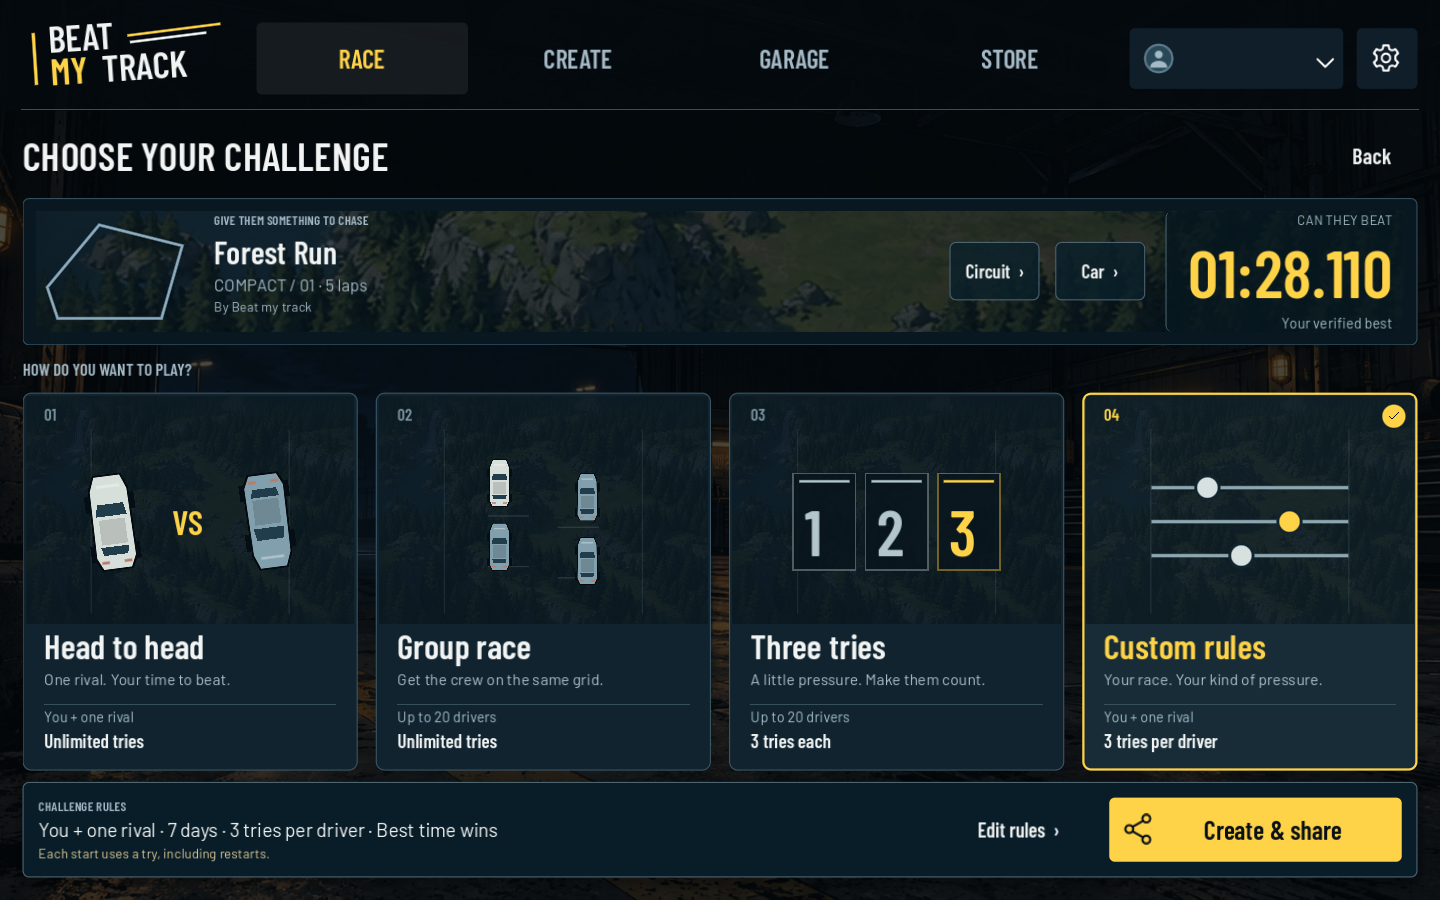 BEAT
MY TRACK
RACE
CREATE
GARAGE
STORE
CHOOSE YOUR CHALLENGE
Back
GIVE THEM SOMETHING TO CHASE
Forest Run
COMPACT / 01 · 5 laps
By Beat my track
Circuit ›
Car ›
CAN THEY BEAT
01:28.110
Your verified best
HOW DO YOU WANT TO PLAY?
01
VS
Head to head
One rival. Your time to beat.
You + one rival
Unlimited tries
02
Group race
Get the crew on the same grid.
Up to 20 drivers
Unlimited tries
03
1 2 3
Three tries
A little pressure. Make them count.
Up to 20 drivers
3 tries each
04
Custom rules
Your race. Your kind of pressure.
You + one rival
3 tries per driver
CHALLENGE RULES
You + one rival · 7 days · 3 tries per driver · Best time wins
Each start uses a try, including restarts.
Edit rules ›
Create & share